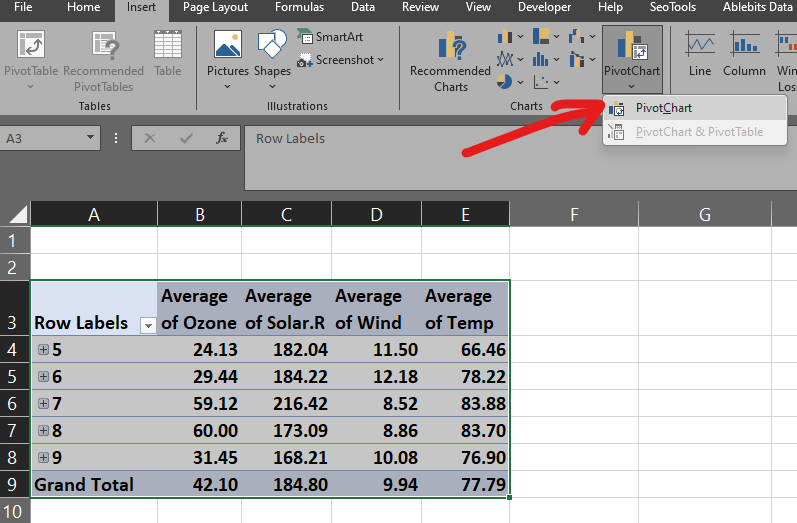 File Home Insert Page Layout Formulas Data Review View Developer Help SeoTools Ablebits Data
PivotTable Recommended PivotTables Table
Tables
Pictures Shapes SmartArt
Screenshot
Illustrations
Recommended Charts
Charts
PivotChart
Line Column Win
Loss
PivotChart
PivotChart & PivotTable
A3 fx Row Labels
A B C D E F G
1
2
3 Row Labels Average of Ozone Average of Solar.R Average of Wind Average of Temp
4 5 24.13 182.04 11.50 66.46
5 6 29.44 184.22 12.18 78.22
6 7 59.12 216.42 8.52 83.88
7 8 60.00 173.09 8.86 83.70
8 9 31.45 168.21 10.08 76.90
9 Grand Total 42.10 184.80 9.94 77.79
10